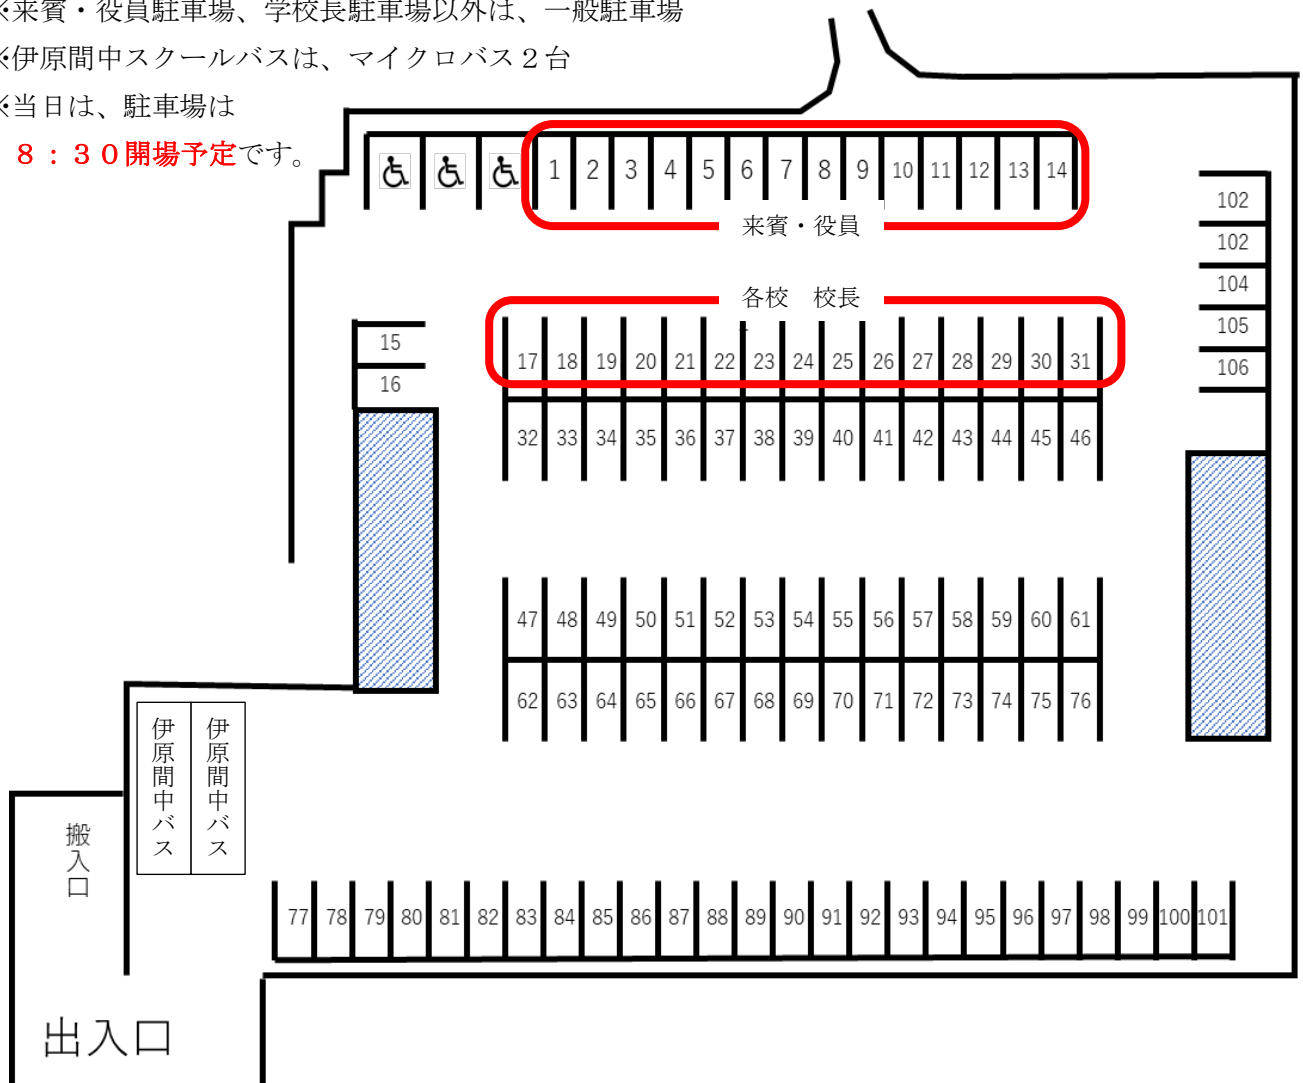 ※来賓・役員駐車場、学校長駐車場以外は、一般駐車場
※伊原間中スクールバスは、マイクロバス２台
※当日は、駐車場は
８：３０開場予定です。
1 2 3 4 5 6 7 8 9 10 11 12 13 14
来賓・役員
102
102
104
105
106
各校　校長
15
16
17 18 19 20 21 22 23 24 25 26 27 28 29 30 31
32 33 34 35 36 37 38 39 40 41 42 43 44 45 46
47 48 49 50 51 52 53 54 55 56 57 58 59 60 61
62 63 64 65 66 67 68 69 70 71 72 73 74 75 76
伊原間中バス
伊原間中バス
搬入口
77 78 79 80 81 82 83 84 85 86 87 88 89 90 91 92 93 94 95 96 97 98 99 100 101
出入口